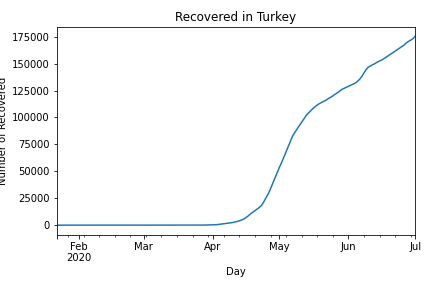 Recovered in Turkey
175000
150000
125000
100000
75000
50000
25000
0
Number of Recovered
Feb
2020
Mar
Apr
May
Jun
Jul
Day